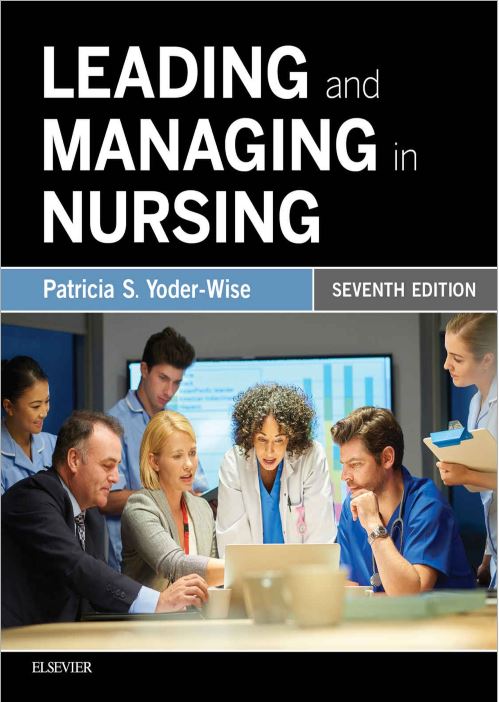 LEADING and
MANAGING in
NURSING
Patricia S. Yoder-Wise
SEVENTH EDITION
ELSEVIER